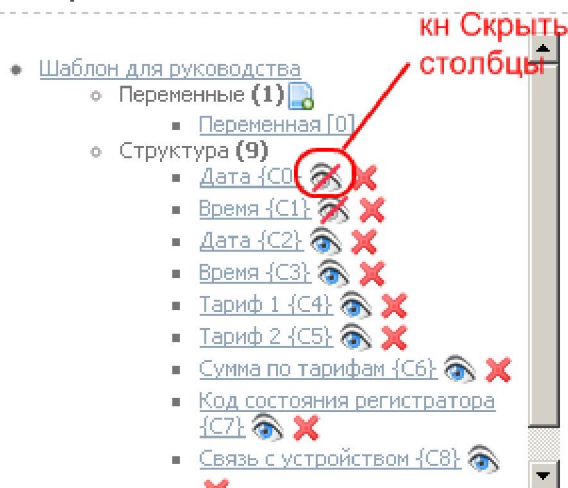 кн Скрыть
столбцы
Шаблон для руководства
Переменные (1)
Переменная [0]
Структура (9)
Дата {C0}
Время {C1}
Дата {C2}
Время {C3}
Тариф 1 {C4}
Тариф 2 {C5}
Сумма по тарифам {C6}
Код состояния регистратора
{C7}
Связь с устройством {C8}